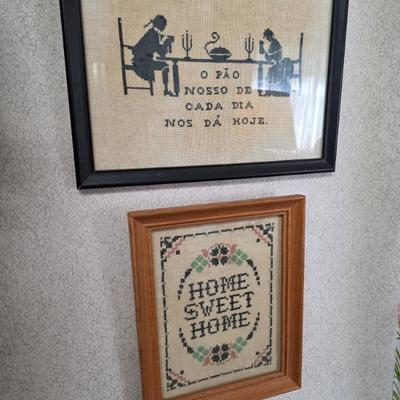 O PÃO
NOSSO DE
CADA DIA
NOS DÁ HOJE.
HOME
SWEET
HOME